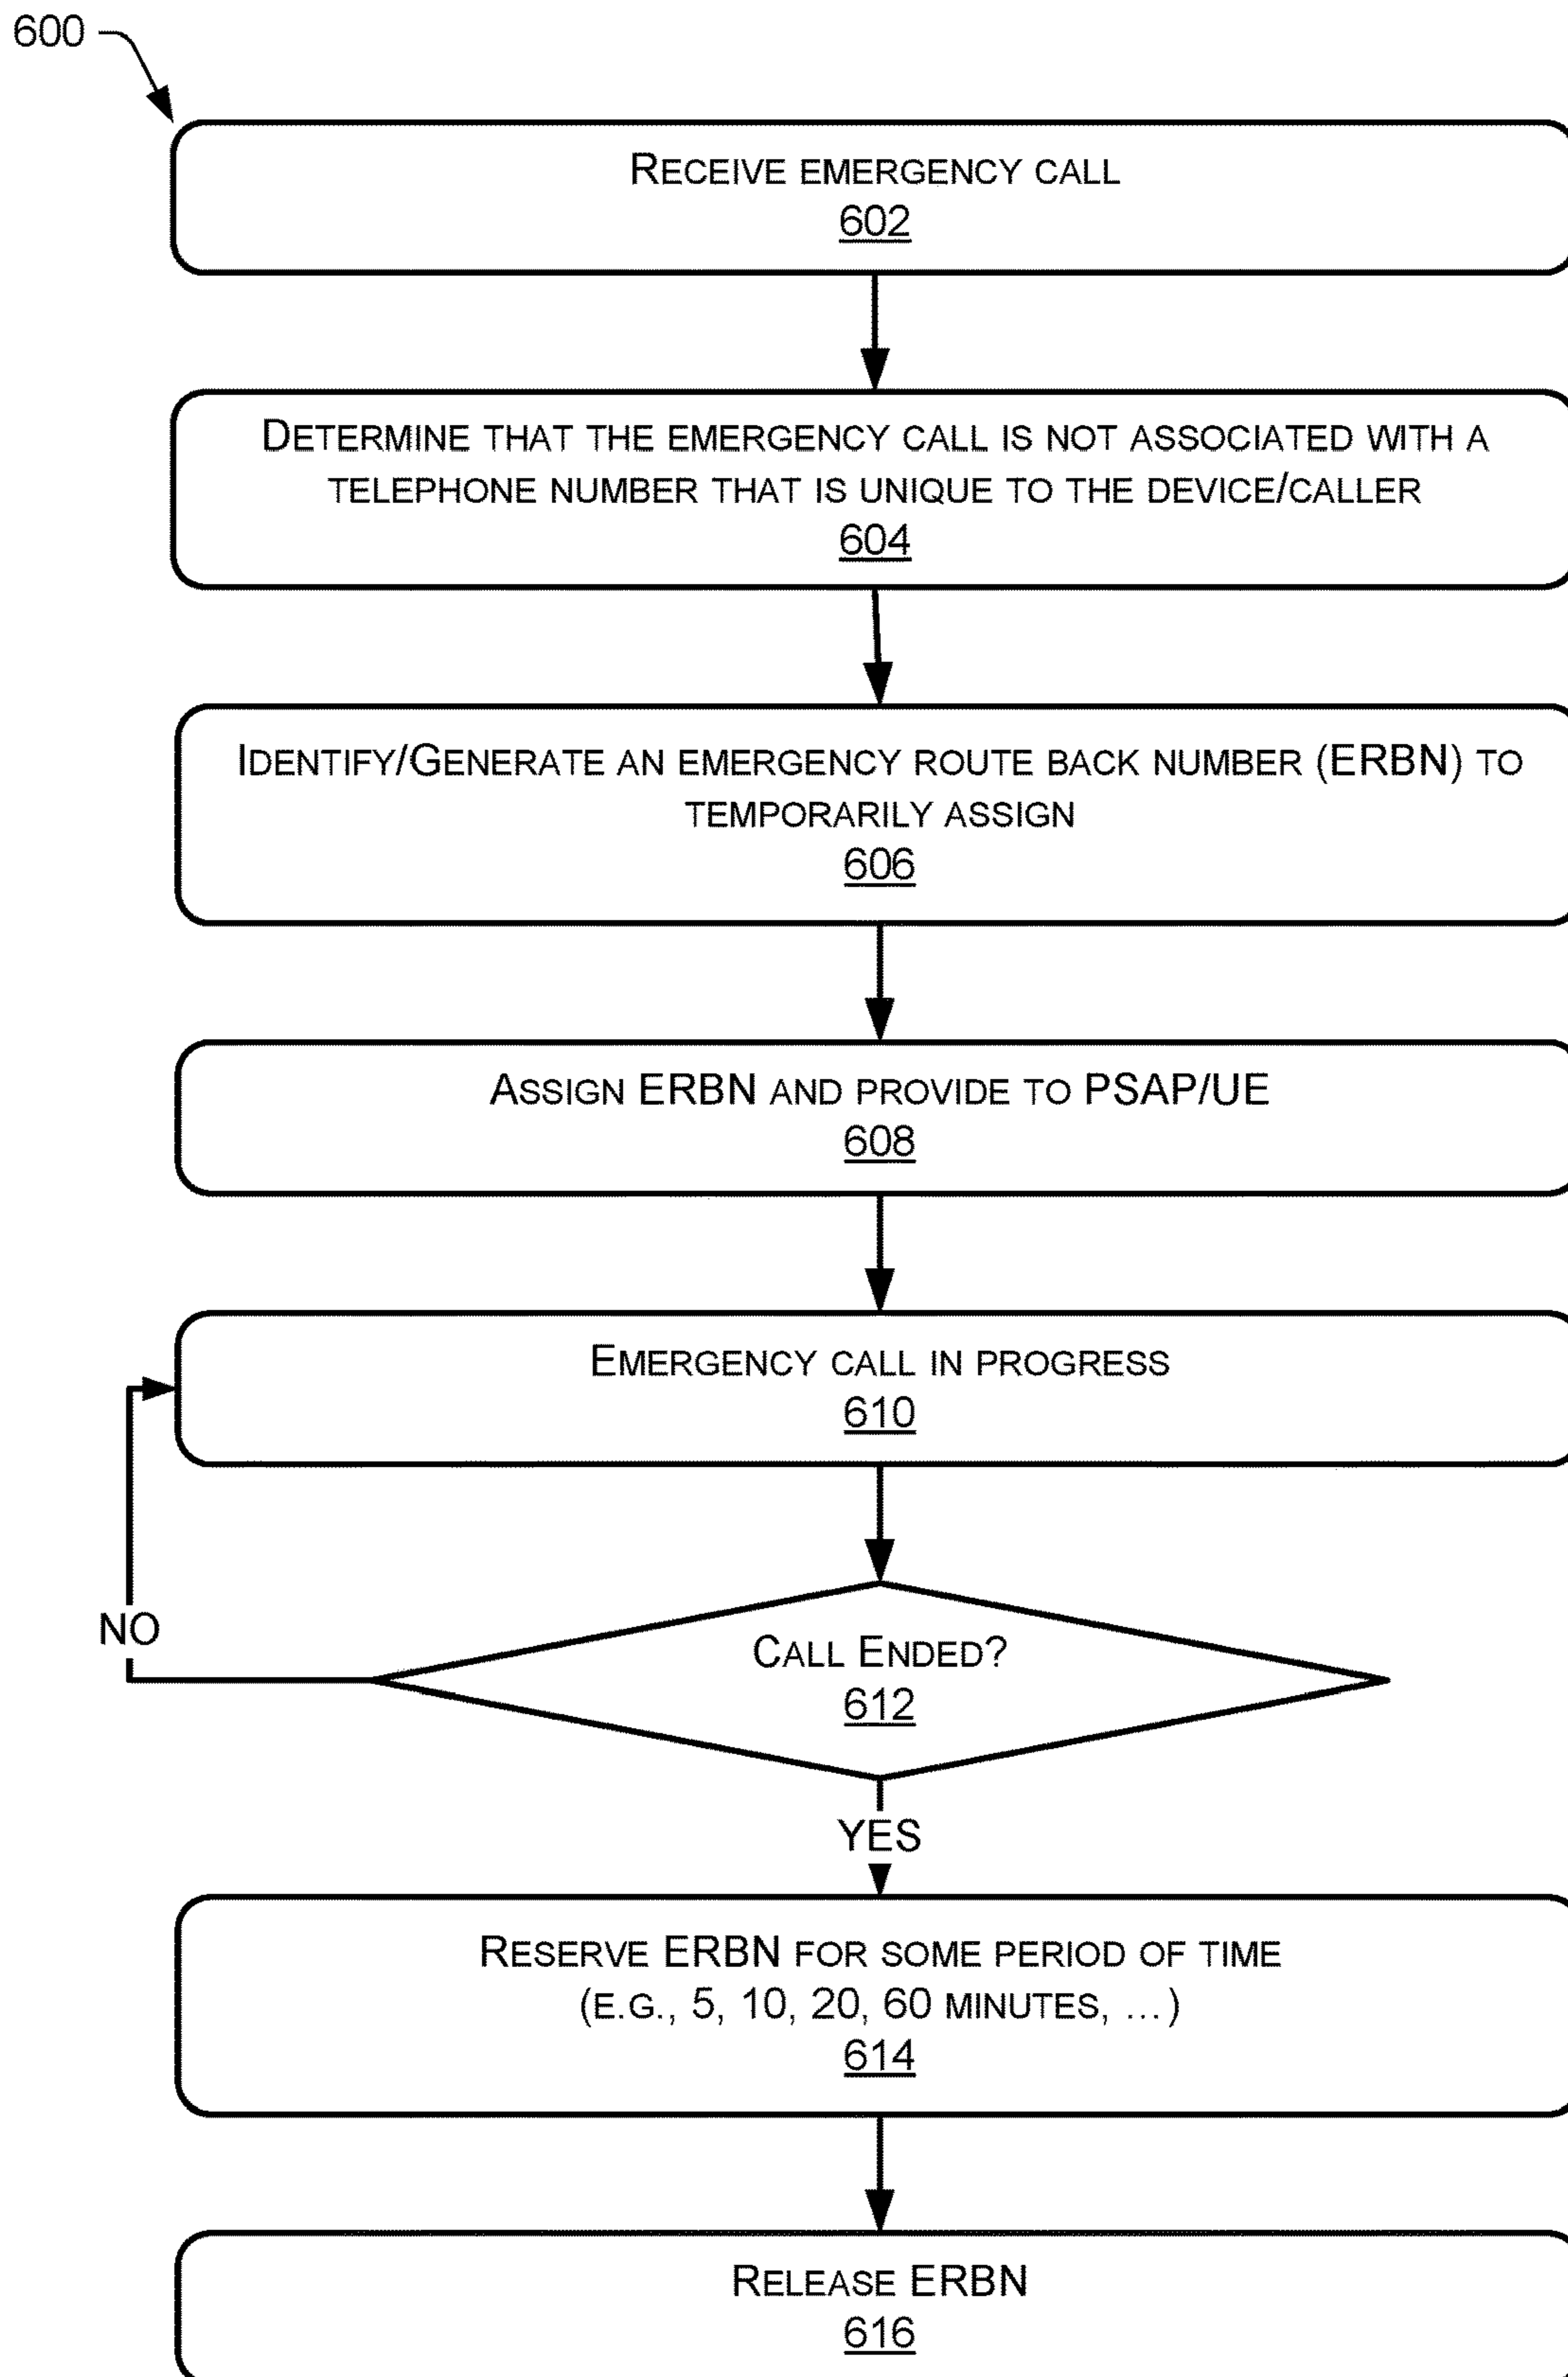 600
RECEIVE EMERGENCY CALL
602
DETERMINE THAT THE EMERGENCY CALL IS NOT ASSOCIATED WITH A
TELEPHONE NUMBER THAT IS UNIQUE TO THE DEVICE/CALLER
604
IDENTIFY/GENERATE AN EMERGENCY ROUTE BACK NUMBER (ERBN) TO
TEMPORARILY ASSIGN
606
ASSIGN ERBN AND PROVIDE TO PSAP/UE
608
EMERGENCY CALL IN PROGRESS
610
NO
CALL ENDED?
612
YES
RESERVE ERBN FOR SOME PERIOD OF TIME
(E.G., 5, 10, 20, 60 MINUTES, ...)
614
RELEASE ERBN
616